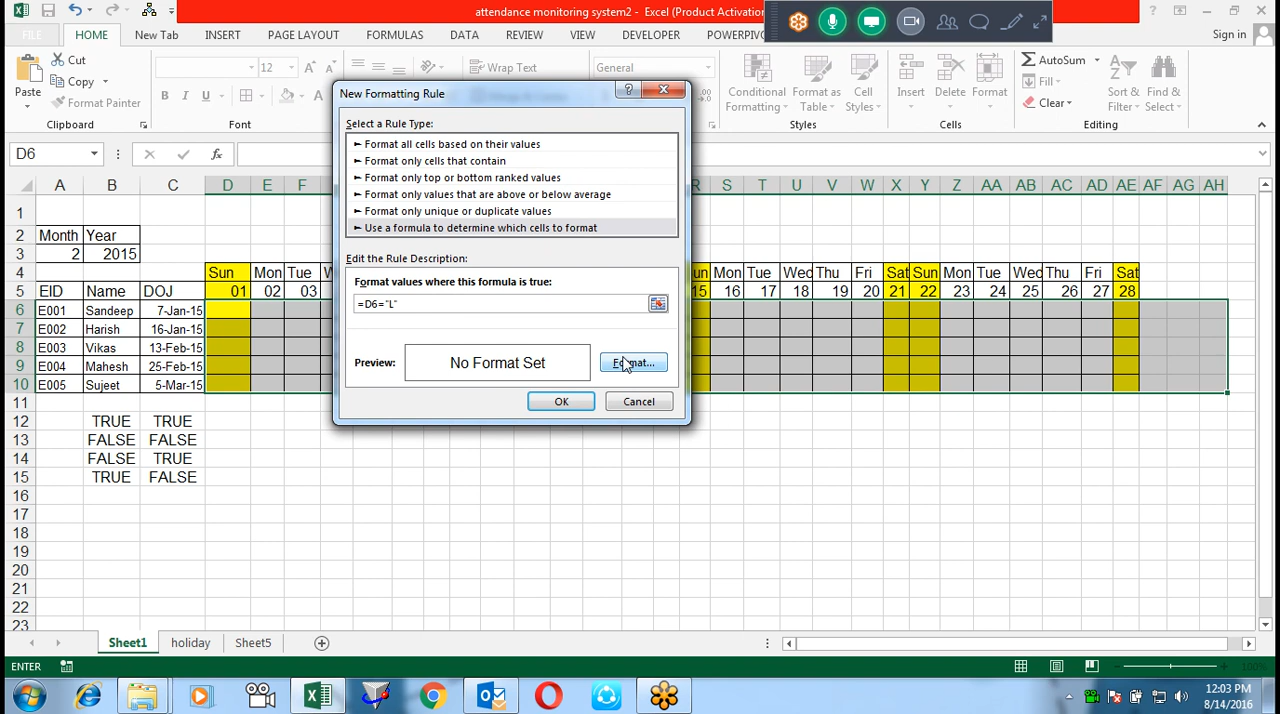 attendance monitoring system2 - Excel (Product Activation
FILE
HOME
New Tab
INSERT
PAGE LAYOUT
FORMULAS
DATA
REVIEW
VIEW
DEVELOPER
POWERPIV
Sign in
Paste
Cut
Copy
Format Painter
Clipboard
12
B I U
Font
Wrap Text
General
Conditional Formatting
Format as Table
Cell Styles
Styles
Insert
Delete
Format
Cells
AutoSum
Fill
Clear
Sort & Filter
Find & Select
Editing
D6
fx
A B C D E F R S T U V W X Y Z AA AB AC AD AE AF AG AH
1
2 Month Year
3 2 2015
4 Sun Mon Tue W un Mon Tue Wed Thu Fri Sat Sun Mon Tue Wed Thu Fri Sat
5 EID Name DOJ 01 02 03 15 16 17 18 19 20 21 22 23 24 25 26 27 28
6 E001 Sandeep 7-Jan-15
7 E002 Harish 16-Jan-15
8 E003 Vikas 13-Feb-15
9 E004 Mahesh 25-Feb-15
10 E005 Sujeet 5-Mar-15
11
12 TRUE TRUE
13 FALSE FALSE
14 FALSE TRUE
15 TRUE FALSE
16
17
18
19
20
21
22
23
New Formatting Rule
Select a Rule Type:
► Format all cells based on their values
► Format only cells that contain
► Format only top or bottom ranked values
► Format only values that are above or below average
► Format only unique or duplicate values
► Use a formula to determine which cells to format
Edit the Rule Description:
Format values where this formula is true:
=D6="L"
Preview:
No Format Set
Format...
OK
Cancel
Sheet1
holiday
Sheet5
ENTER
100%
12:03 PM
8/14/2016